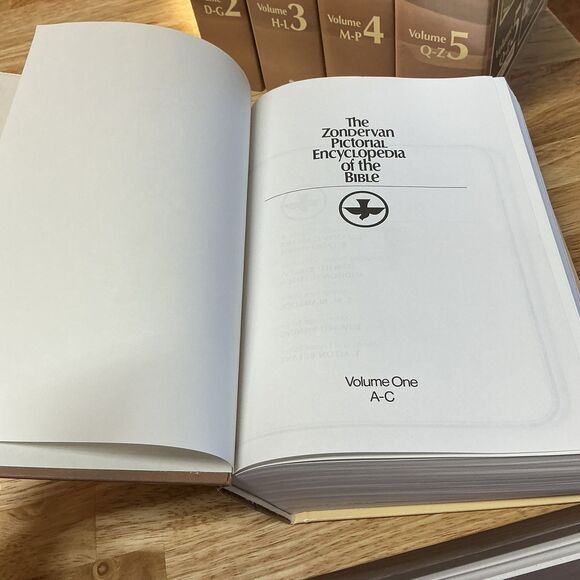 D-G 2
Volume 3
H-L
Volume 4
M-P
Volume 5
Q-Z
The
Zondervan
Pictorial
Encyclopedia
of the
Bible
Volume One
A-C